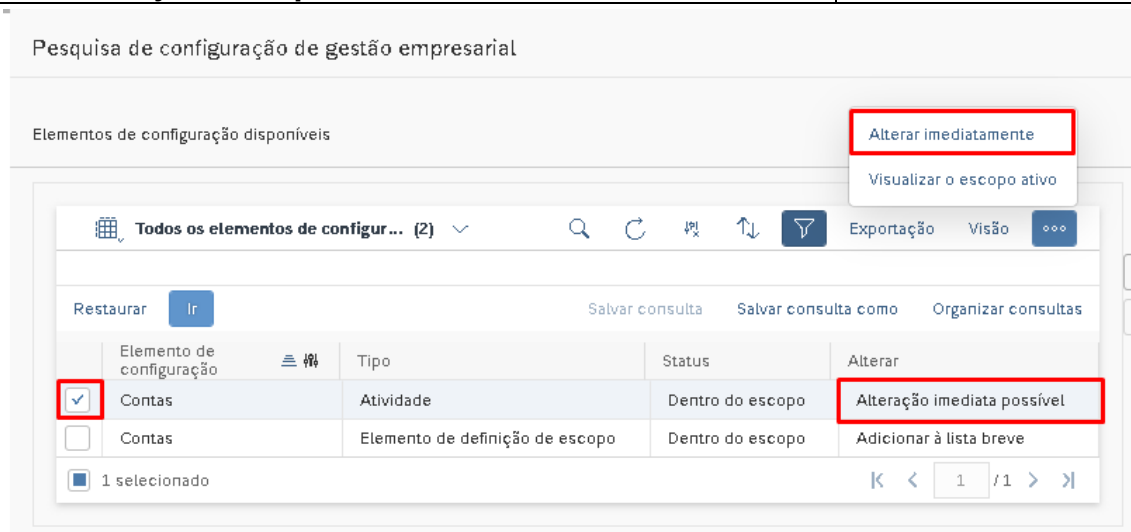 Pesquisa de configuração de gestão empresarial
Elementos de configuração disponíveis
Alterar imediatamente
Visualizar o escopo ativo
Todos os elementos de configur... (2)
Exportação
Visão
Restaurar
Ir
Salvar consulta
Salvar consulta como
Organizar consultas
Elemento de
configuração
Tipo
Status
Alterar
Contas
Atividade
Dentro do escopo
Alteração imediata possível
Contas
Elemento de definição de escopo
Dentro do escopo
Adicionar à lista breve
1 selecionado
1 / 1